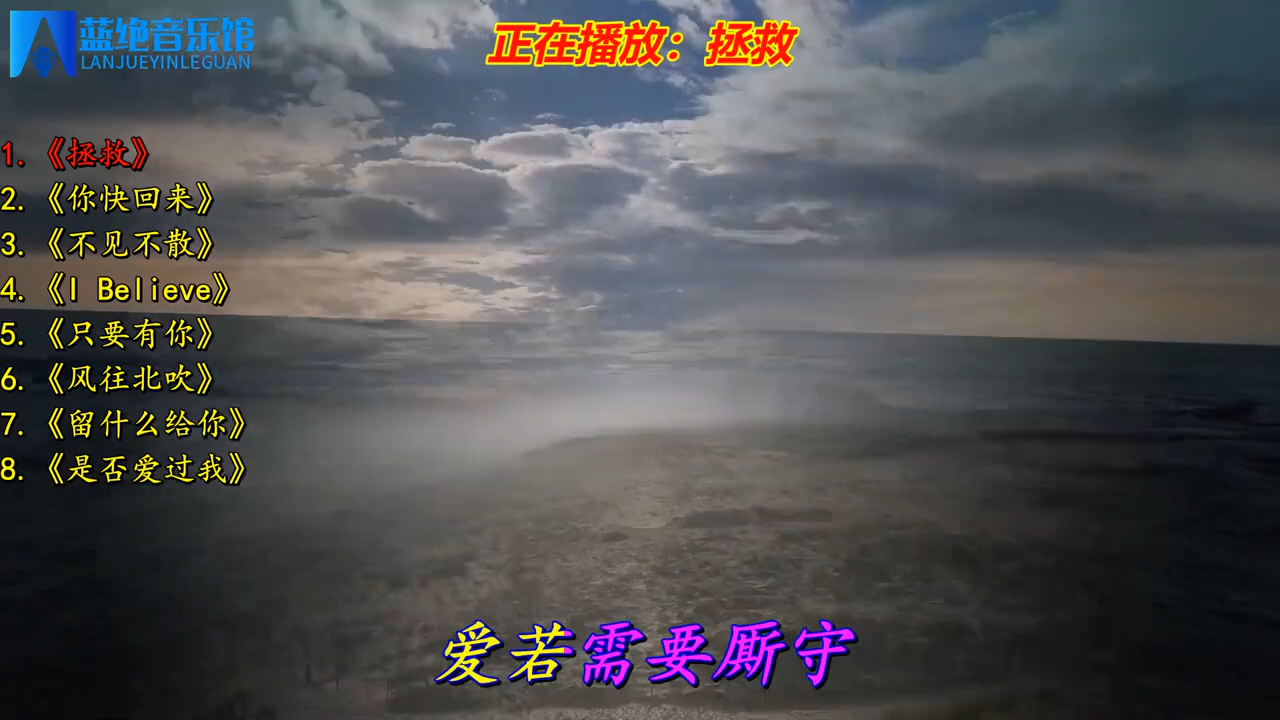 蓝绝音乐馆
LANJUEYINLEGUAN
正在播放：拯救
1.《拯救》
2.《你快回来》
3.《不见不散》
4.《I Believe》
5.《只要有你》
6.《风往北吹》
7.《留什么给你》
8.《是否爱过我》
爱若需要厮守